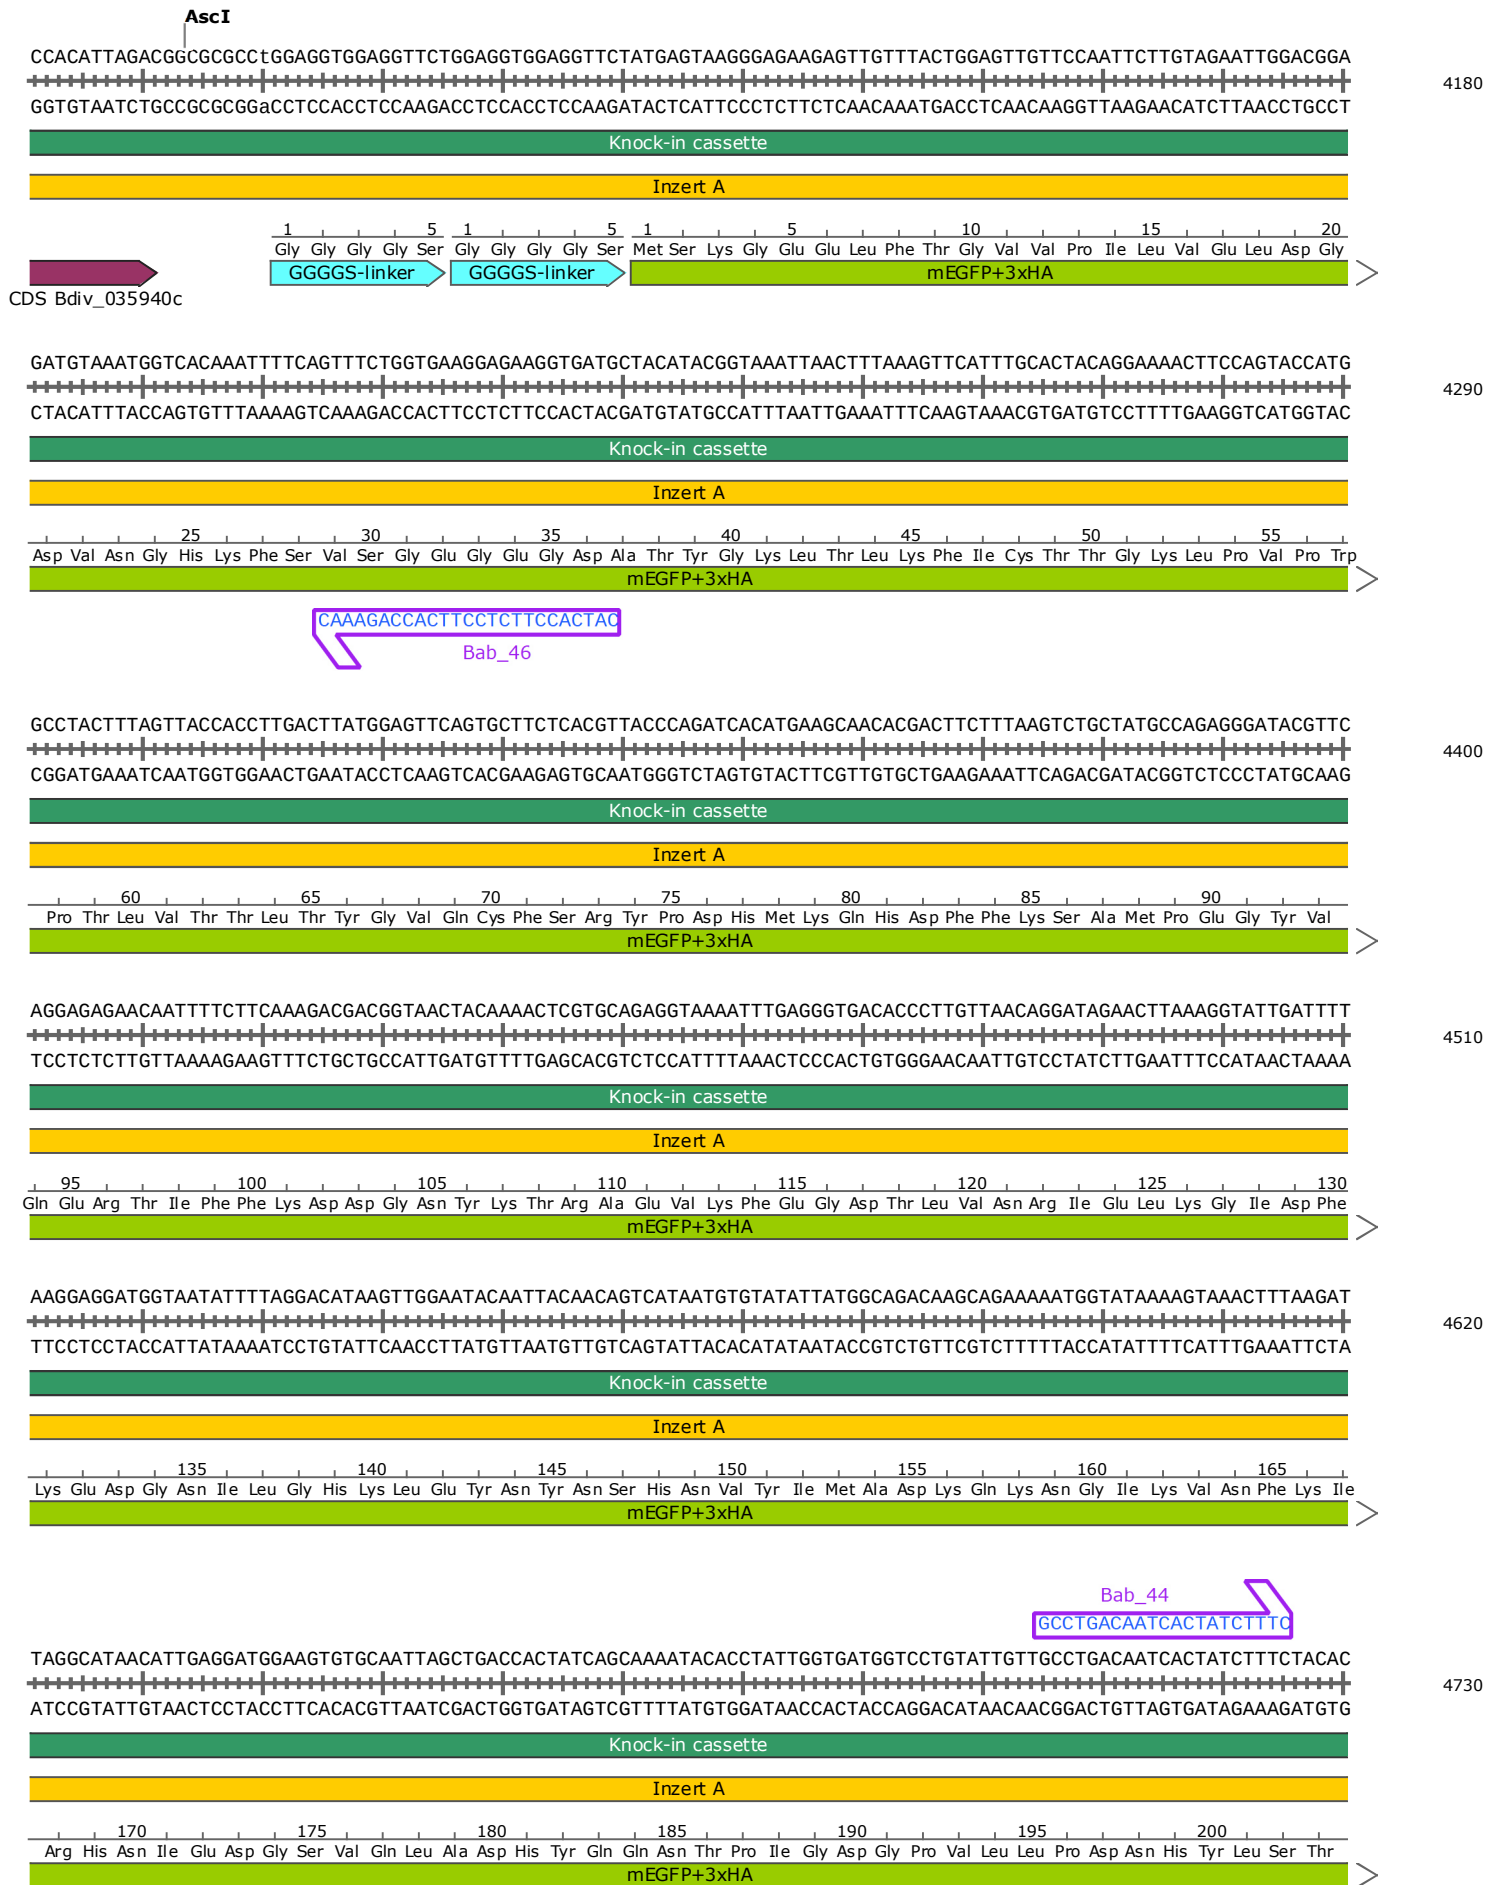 AscI
CCACATTAGACGGCGCGCCtGGAGGTGGAGGTTCTGGAGGTGGAGGTTCTATGAGTAAGGGAGAAGAGTTGTTTACTGGAGTTGTTCCAATTCTTGTAGAATTGGACGGA
4180
GGTGTAATCTGCCGCGCGGaCCTCCACCTCCAAGACCTCCACCTCCAAGATACTCATTCCCTCTTCTCAACAAATGACCTCAACAAGGTTAAGAACATCTTAACCTGCCT
Knock-in cassette
Inzert A
1 5 1 5 1 5 10 15 20
Gly Gly Gly Gly Ser Gly Gly Gly Gly Ser Met Ser Lys Gly Glu Glu Leu Phe Thr Gly Val Val Pro Ile Leu Val Glu Leu Asp Gly
GGGGS-linker GGGGS-linker mEGFP+3xHA
CDS Bdiv_035940c
GATGTAAATGGTCACAAATTTTCAGTTTCTGGTGAAGGAGAAGGTGATGCTACATACGGTAAATTAACTTTAAAGTTCATTTGCACTACAGGAAAACTTCCAGTACCATG
4290
CTACATTTACCAGTGTTTAAAAGTCAAAGACCACTTCCTCTTCCACTACGATGTATGCCATTTAATTGAAATTTCAAGTAAACGTGATGTCCTTTTGAAGGTCATGGTAC
Knock-in cassette
Inzert A
25 30 35 40 45 50 55
Asp Val Asn Gly His Lys Phe Ser Val Ser Gly Glu Gly Glu Gly Asp Ala Thr Tyr Gly Lys Leu Thr Leu Lys Phe Ile Cys Thr Thr Gly Lys Leu Pro Val Pro Trp
mEGFP+3xHA
CAAAGACCACTTCCTCTTCCACTAC
Bab_46
GCCTACTTTAGTTACCACCTTGACTTATGGAGTTCAGTGCTTCTCACGTTACCCAGATCACATGAAGCAACACGACTTCTTTAAGTCTGCTATGCCAGAGGGATACGTTC
4400
CGGATGAAATCAATGGTGGAACTGAATACCTCAAGTCACGAAGAGTGCAATGGGTCTAGTGTACTTCGTTGTGCTGAAGAAATTCAGACGATACGGTCTCCCTATGCAAG
Knock-in cassette
Inzert A
60 65 70 75 80 85 90
Pro Thr Leu Val Thr Thr Leu Thr Tyr Gly Val Gln Cys Phe Ser Arg Tyr Pro Asp His Met Lys Gln His Asp Phe Phe Lys Ser Ala Met Pro Glu Gly Tyr Val
mEGFP+3xHA
AGGAGAGAACAATTTTCTTCAAAGACGACGGTAACTACAAAACTCGTGCAGAGGTAAAATTTGAGGGTGACACCCTTGTTAACAGGATAGAACTTAAAGGTATTGATTTT
4510
TCCTCTCTTGTTAAAAGAAGTTTCTGCTGCCATTGATGTTTTGAGCACGTCTCCATTTTAAACTCCCACTGTGGGAACAATTGTCCTATCTTGAATTTCCATAACTAAAA
Knock-in cassette
Inzert A
95 100 105 110 115 120 125 130
Gln Glu Arg Thr Ile Phe Phe Lys Asp Asp Gly Asn Tyr Lys Thr Arg Ala Glu Val Lys Phe Glu Gly Asp Thr Leu Val Asn Arg Ile Glu Leu Lys Gly Ile Asp Phe
mEGFP+3xHA
AAGGAGGATGGTAATATTTTAGGACATAAGTTGGAATACAATTACAACAGTCATAATGTGTATATTATGGCAGACAAGCAGAAAAATGGTATAAAAGTAAACTTTAAGAT
4620
TTCCTCCTACCATTATAAAATCCTGTATTCAACCTTATGTTAATGTTGTCAGTATTACACATATAATACCGTCTGTTCGTCTTTTTACCATATTTTCATTTGAAATTCTA
Knock-in cassette
Inzert A
135 140 145 150 155 160 165
Lys Glu Asp Gly Asn Ile Leu Gly His Lys Leu Glu Tyr Asn Tyr Asn Ser His Asn Val Tyr Ile Met Ala Asp Lys Gln Lys Asn Gly Ile Lys Val Asn Phe Lys Ile
mEGFP+3xHA
Bab_44
GCCTGACAATCACTATCTTTC
TAGGCATAACATTGAGGATGGAAGTGTGCAATTAGCTGACCACTATCAGCAAAATACACCTATTGGTGATGGTCCTGTATTGTTGCCTGACAATCACTATCTTTCTACAC
4730
ATCCGTATTGTAACTCCTACCTTCACACGTTAATCGACTGGTGATAGTCGTTTTATGTGGATAACCACTACCAGGACATAACAACGGACTGTTAGTGATAGAAAGATGTG
Knock-in cassette
Inzert A
170 175 180 185 190 195 200
Arg His Asn Ile Glu Asp Gly Ser Val Gln Leu Ala Asp His Tyr Gln Gln Asn Thr Pro Ile Gly Asp Gly Pro Val Leu Leu Pro Asp Asn His Tyr Leu Ser Thr
mEGFP+3xHA